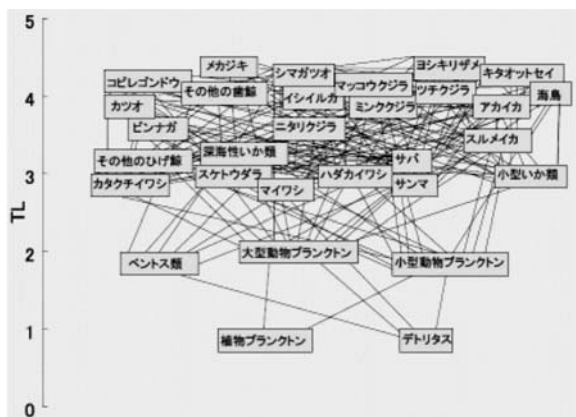 5
メカジキ
シマガツオ
ヨシキリザメ
コビレゴンドウ
その他の歯鯨
マッコウクジラ
ツチクジラ
キタオットセイ
海鳥
4
カツオ
イシイルカ
ミンククジラ
アカイカ
ビンナガ
ニタリクジラ
スルメイカ
その他のひげ鯨
深海性いか類
サバ
3
カタクチイワシ
スケトウダラ
マイワシ
ハダカイワシ
サンマ
小型いか類
TL
2
ベントス類
大型動物プランクトン
小型動物プランクトン
1
植物プランクトン
デトリタス
0